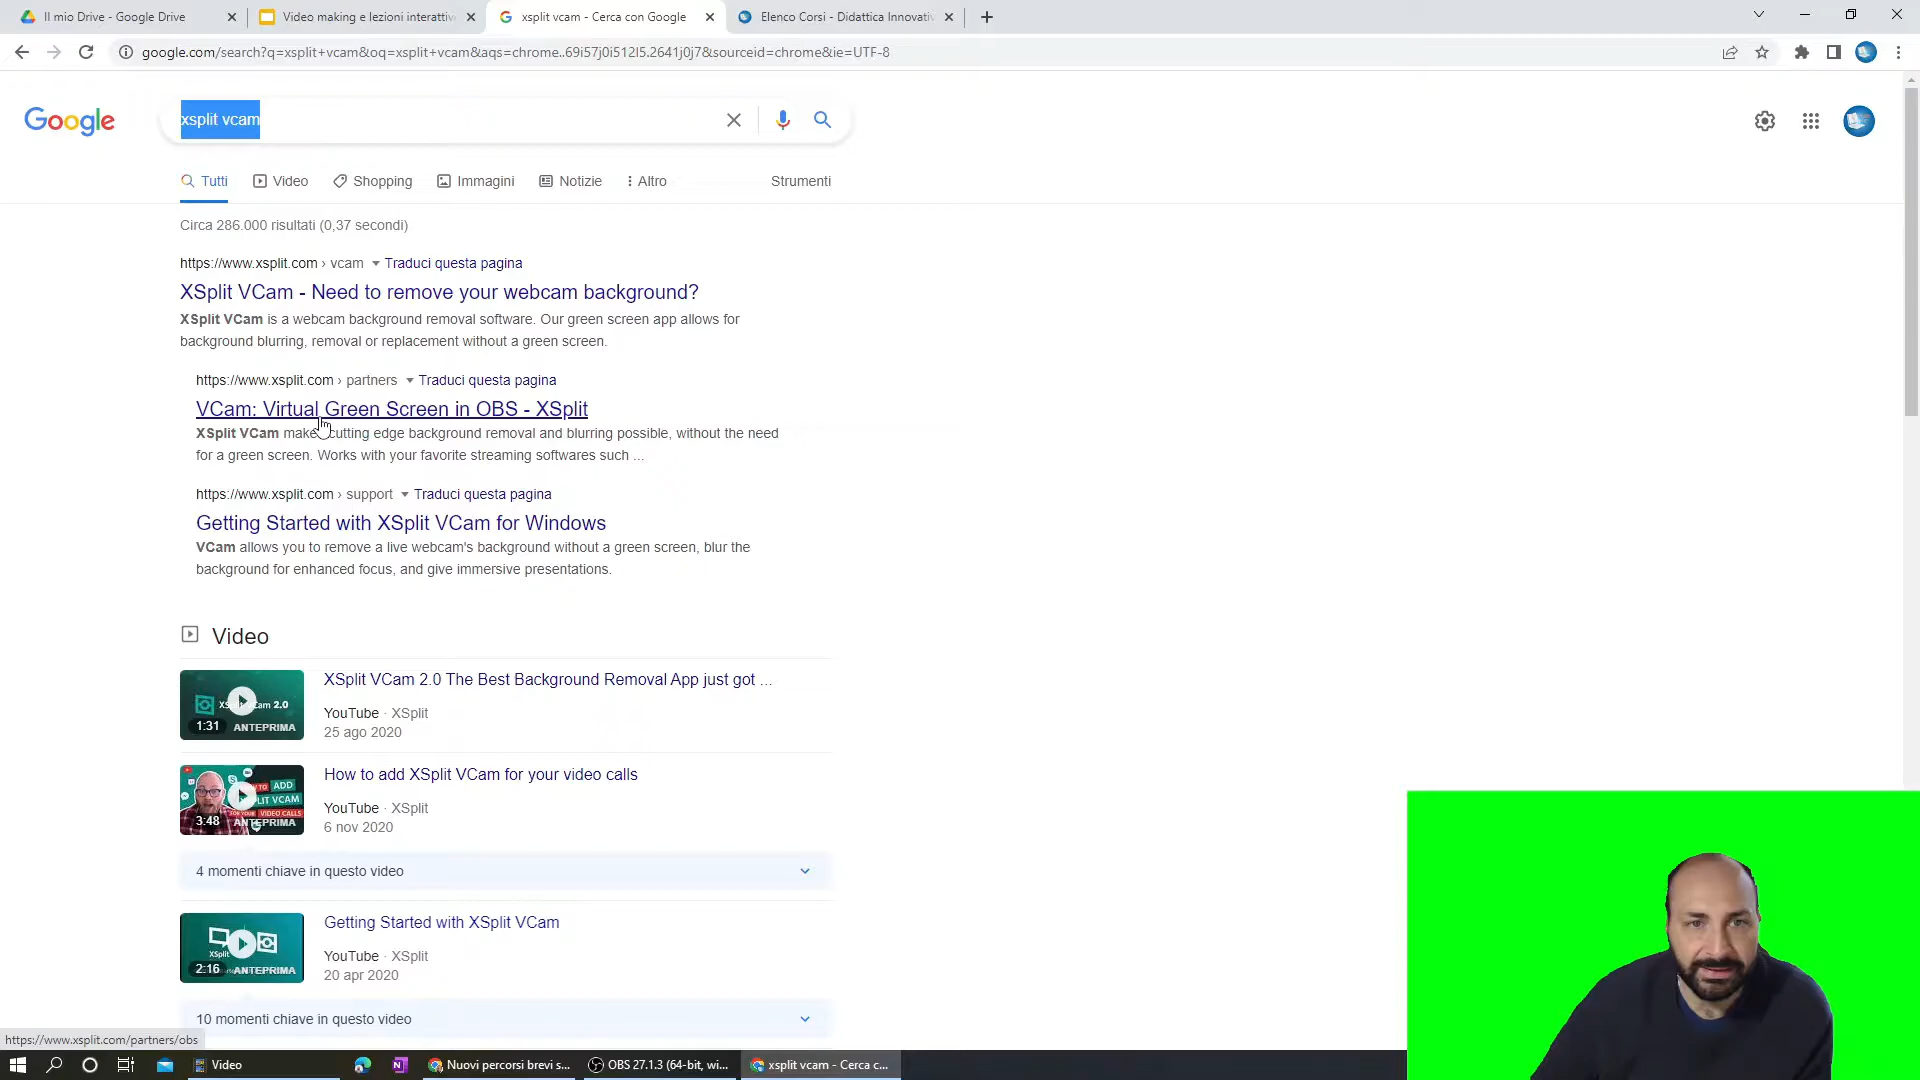 Il mio Drive - Google Drive
Video making e lezioni interattive
xsplit vcam - Cerca con Google
Elenco Corsi - Didattica Innovativ
google.com/search?q=xsplit+vcam&oq=xsplit+vcam&aqs=chrome..69i57j0i512l5.2641j0j7&sourceid=chrome&ie=UTF-8
Google
xsplit vcam
Tutti
Video
Shopping
Immagini
Notizie
Altro
Strumenti
Circa 286.000 risultati (0,37 secondi)
https://www.xsplit.com › vcam Traduci questa pagina
XSplit VCam - Need to remove your webcam background?
XSplit VCam is a webcam background removal software. Our green screen app allows for
background blurring, removal or replacement without a green screen.
https://www.xsplit.com › partners Traduci questa pagina
VCam: Virtual Green Screen in OBS - XSplit
XSplit VCam make cutting edge background removal and blurring possible, without the need
for a green screen. Works with your favorite streaming softwares such ...
https://www.xsplit.com › support Traduci questa pagina
Getting Started with XSplit VCam for Windows
VCam allows you to remove a live webcam's background without a green screen, blur the
background for enhanced focus, and give immersive presentations.
Video
2.0
1:31 ANTEPRIMA
XSplit VCam 2.0 The Best Background Removal App just got ...
YouTube · XSplit
25 ago 2020
ADD
VCAM
VIDEO CALLS
3:48 ANTEPRIMA
How to add XSplit VCam for your video calls
YouTube · XSplit
6 nov 2020
4 momenti chiave in questo video
XSplit
2:16 ANTEPRIMA
Getting Started with XSplit VCam
YouTube · XSplit
20 apr 2020
10 momenti chiave in questo video
https://www.xsplit.com/partners/obs
Video
Nuovi percorsi brevi s...
OBS 27.1.3 (64-bit, wi...
xsplit vcam - Cerca c...